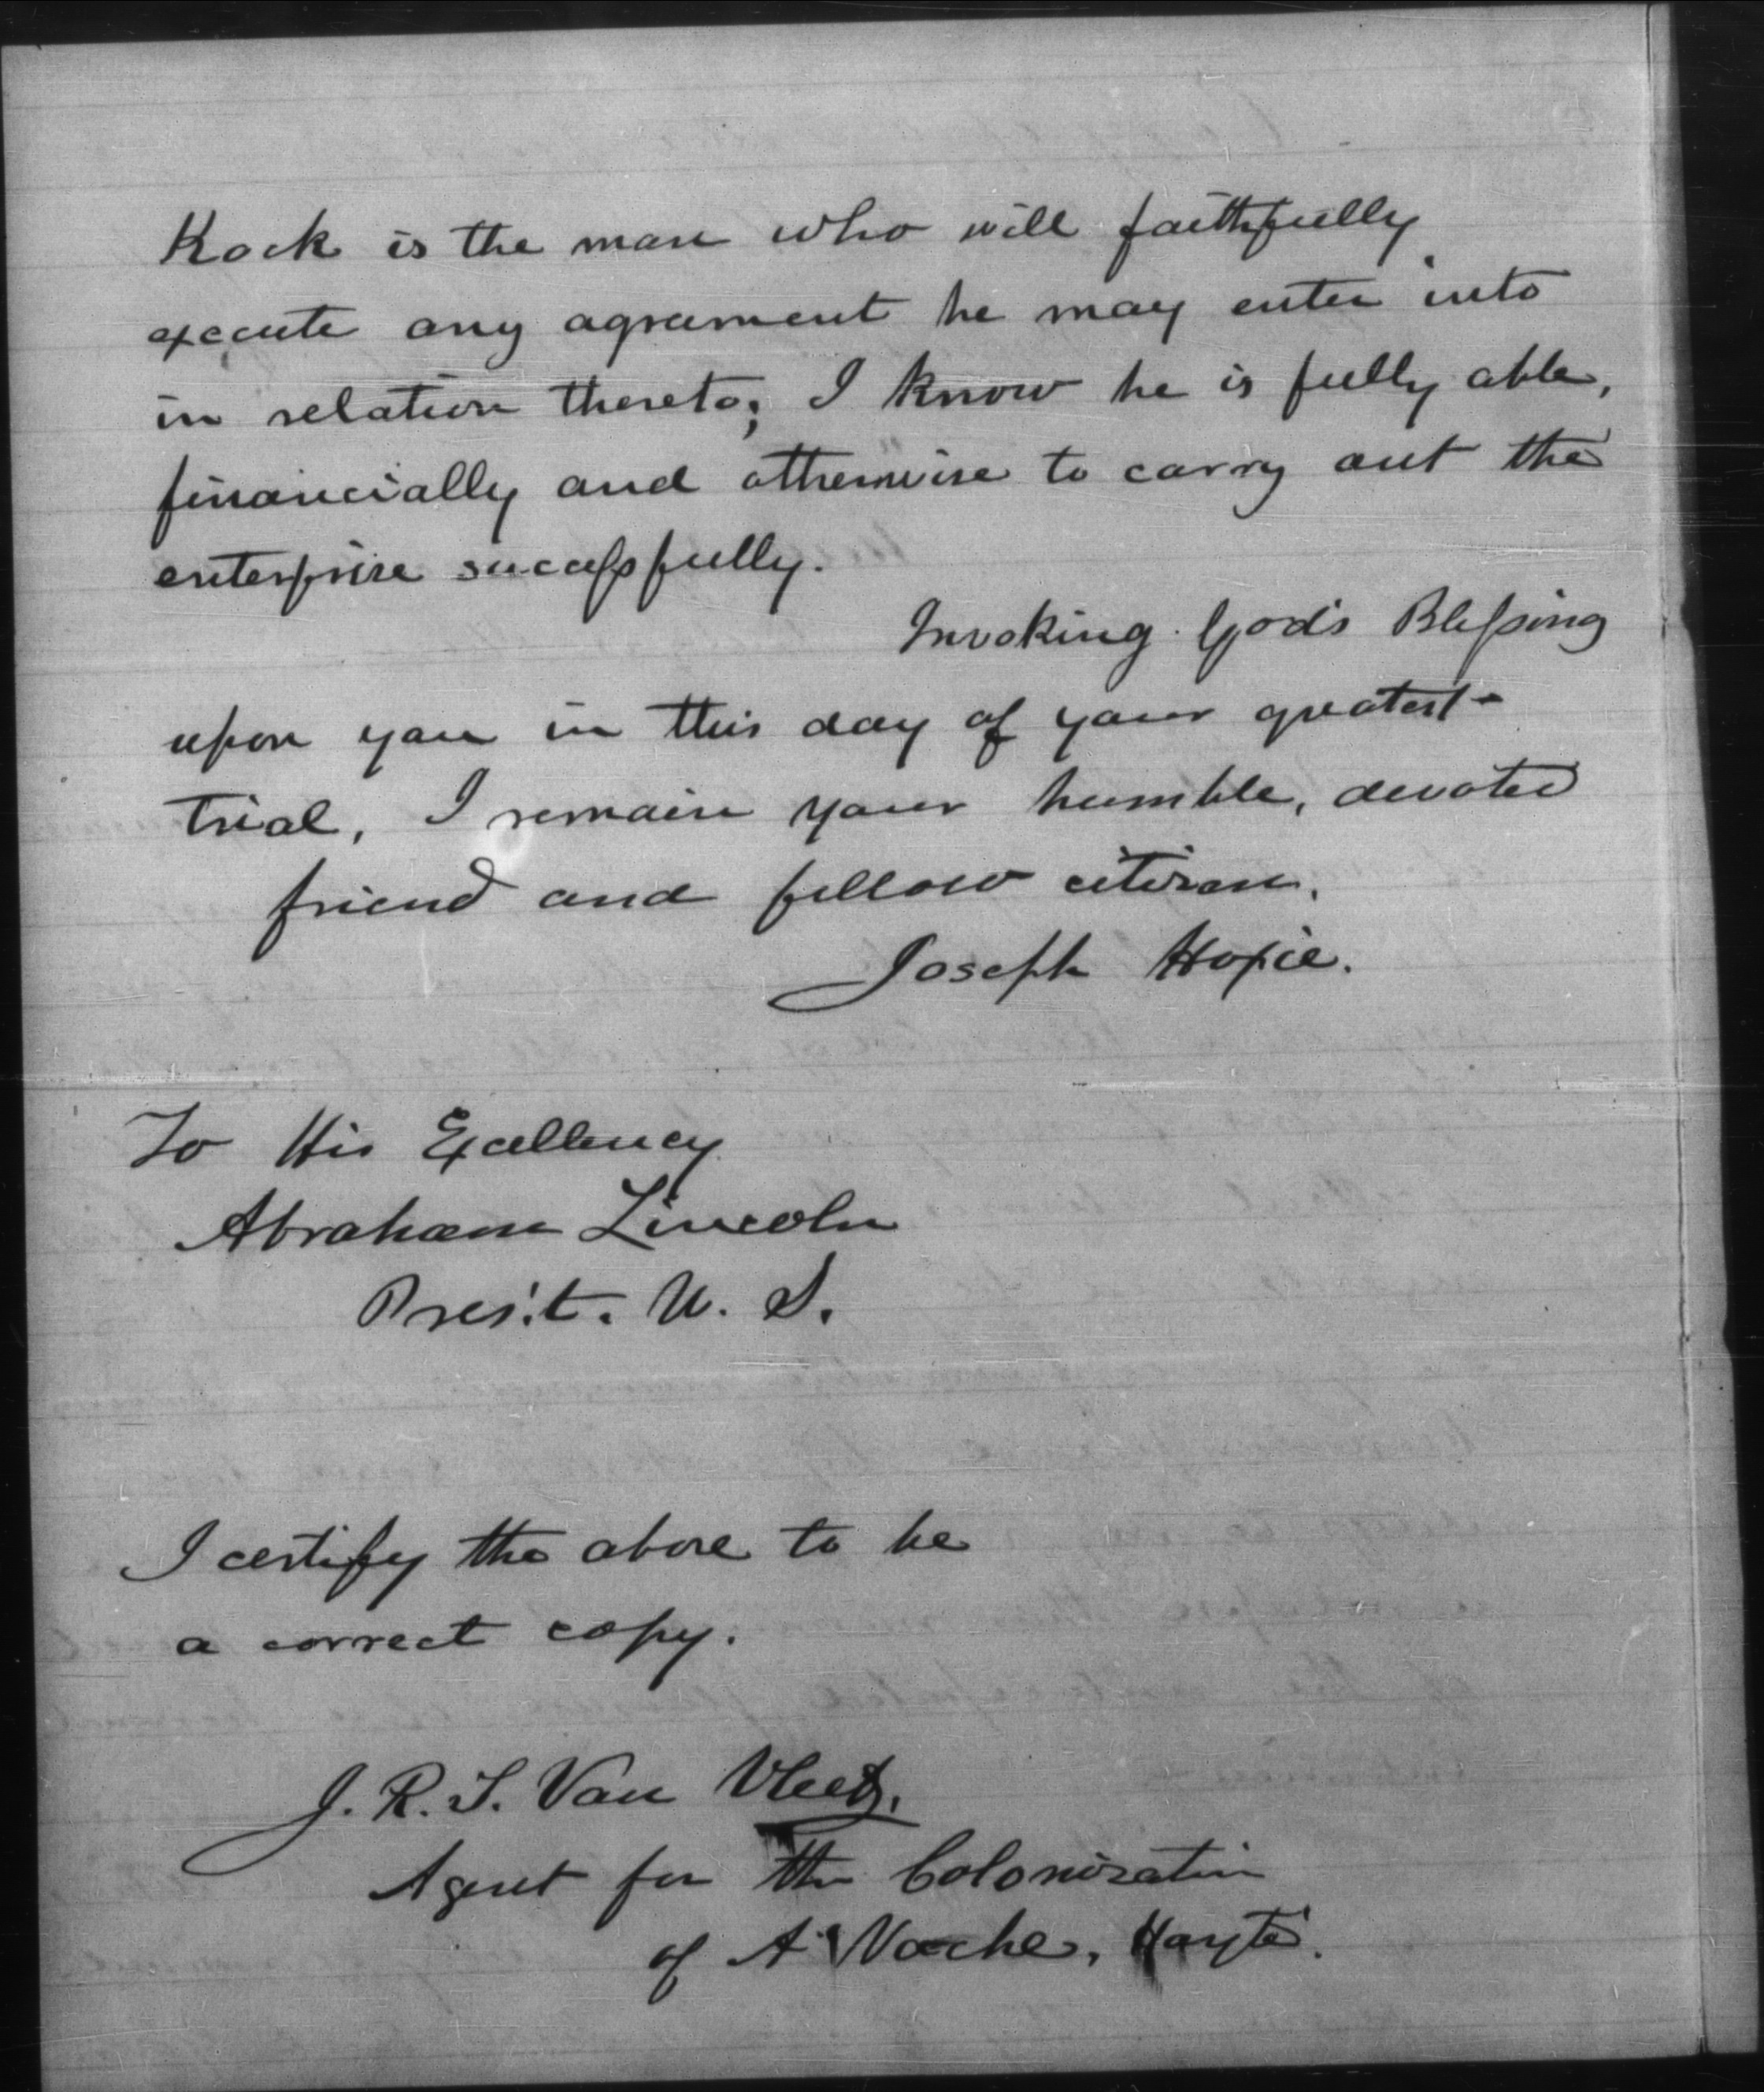 Kock is the man who will faithfully
execute any agreement he may enter into
in relation thereto; I know he is fully able,
financially and otherwise to carry out the
enterprise successfully.
Invoking God's Blessing
upon you in this day of your greatest
trial, I remain your humble, devoted
friend and fellow citizen.
Joseph Hoxie.
To His Excellency
Abraham Lincoln
Pres't. U. S.
I certify the above to be
a correct copy.
J. R. S. Van Vleet.
Agent for the Colonization
of A'Vache, Hayti.